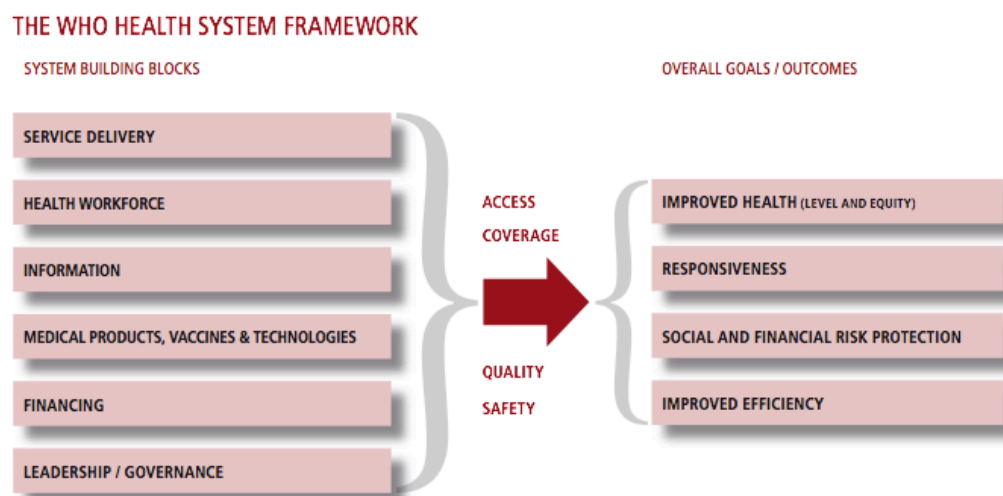 THE WHO HEALTH SYSTEM FRAMEWORK
SYSTEM BUILDING BLOCKS
OVERALL GOALS / OUTCOMES
SERVICE DELIVERY
HEALTH WORKFORCE
INFORMATION
MEDICAL PRODUCTS, VACCINES & TECHNOLOGIES
FINANCING
LEADERSHIP / GOVERNANCE
ACCESS
COVERAGE
QUALITY
SAFETY
IMPROVED HEALTH (LEVEL AND EQUITY)
RESPONSIVENESS
SOCIAL AND FINANCIAL RISK PROTECTION
IMPROVED EFFICIENCY